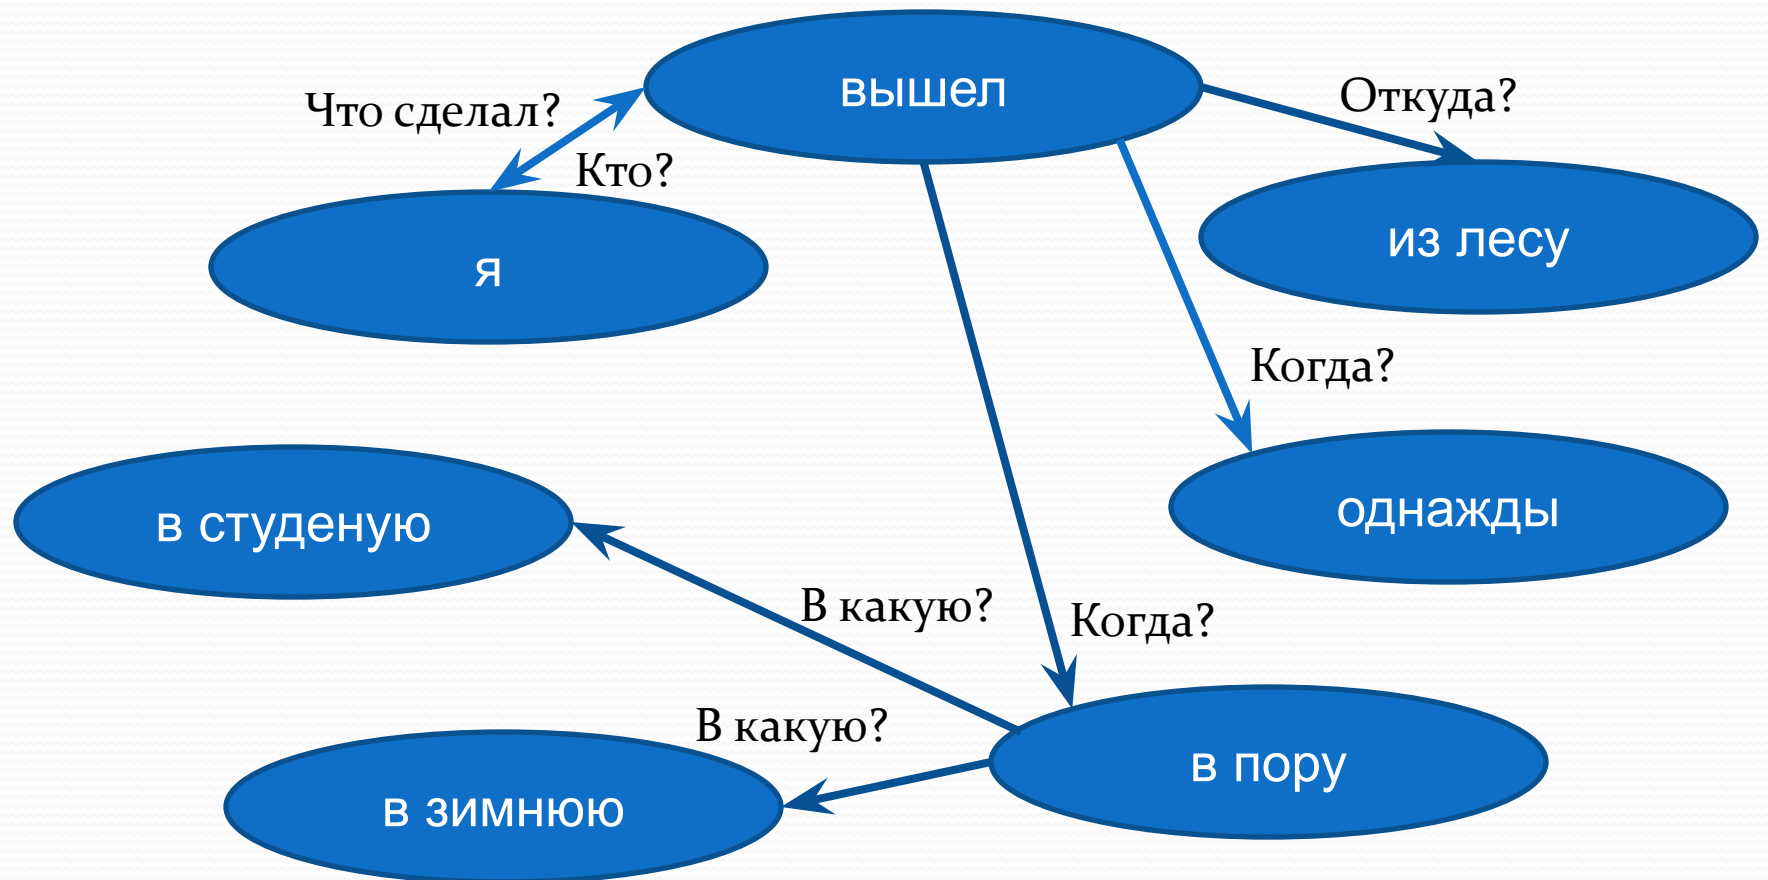 вышел
Что сделал?
Откуда?
Кто?
из лесу
я
Когда?
однажды
в студеную
В какую?
Когда?
В какую?
в пору
в зимнюю